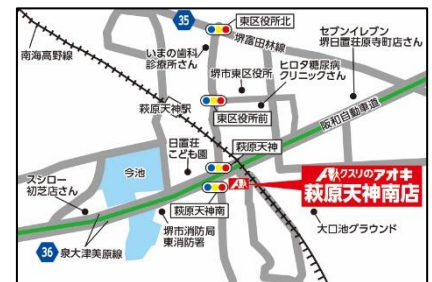 35
東区役所北
堺富田林線
セブンイレブン
堺日置荘原寺町店さん
南海高野線
いまの歯科
診療所さん
堺市東区役所
ヒロタ糖尿病
クリニックさん
萩原天神駅
東区役所前
阪和自動車道
日置荘
こども園
萩原天神
今池
スシロー
初芝店さん
クスリのアオキ
萩原天神南店
萩原天神南
堺市消防局
東消防署
大口池グラウンド
36
泉大津美原線